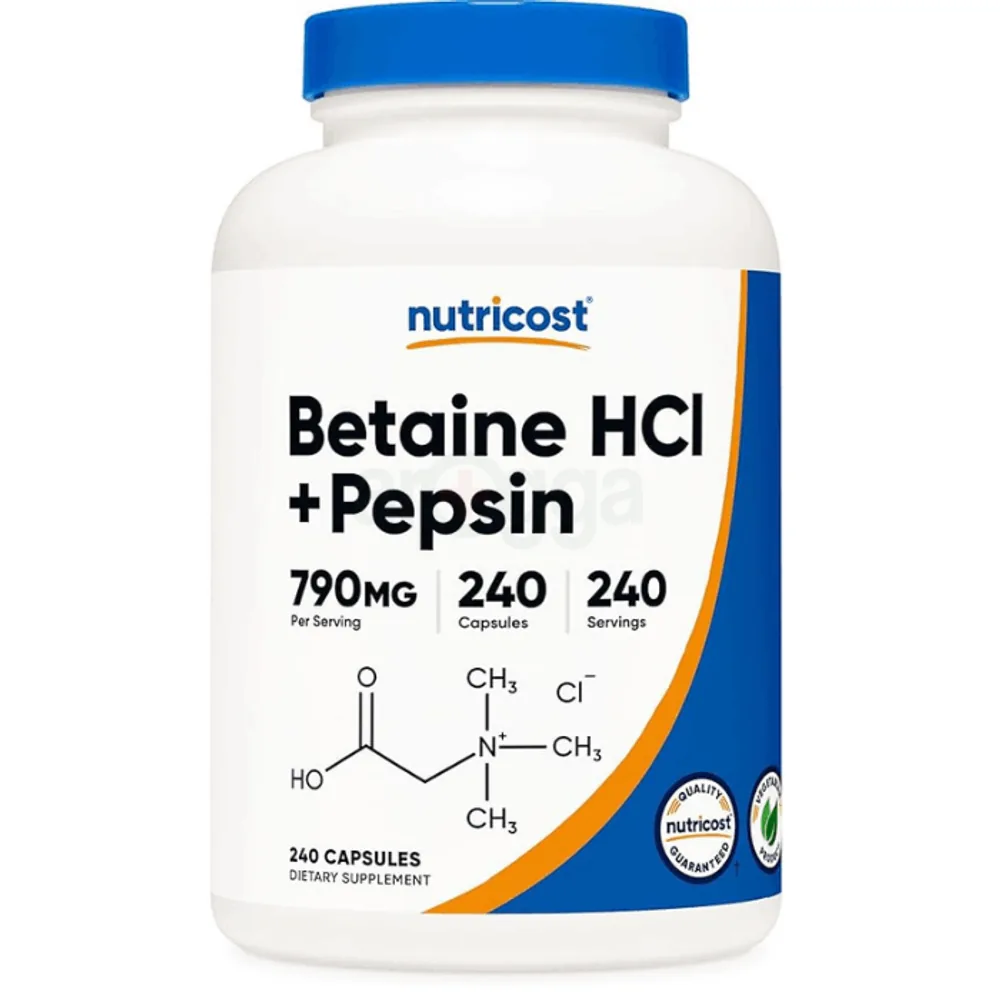 nutricost®
Betaine HCl
+Pepsin
790MG
Per Serving
240
Capsules
240
Servings
O
HO
CH₃
Cl⁻
N⁺
CH₃
CH₃
240 CAPSULES
DIETARY SUPPLEMENT
QUALITY
nutricost®
GUARANTEED
†